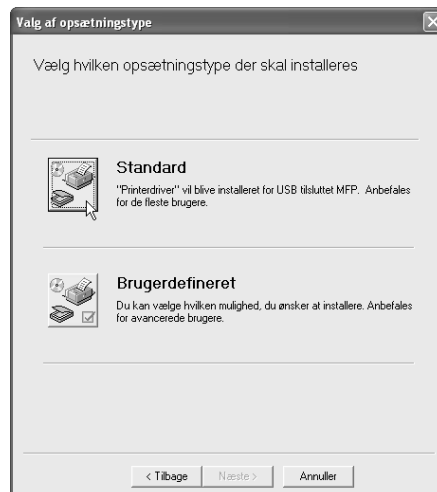 Valg af opsætningstype
Vælg hvilken opsætningstype der skal installeres
Standard
"Printerdriver" vil blive installeret for USB tilsluttet MFP. Anbefales
for de fleste brugere.
Brugerdefineret
Du kan vælge hvilken mulighed, du ønsker at installere. Anbefales
for avancerede brugere.
< Tilbage Næste > Annuller